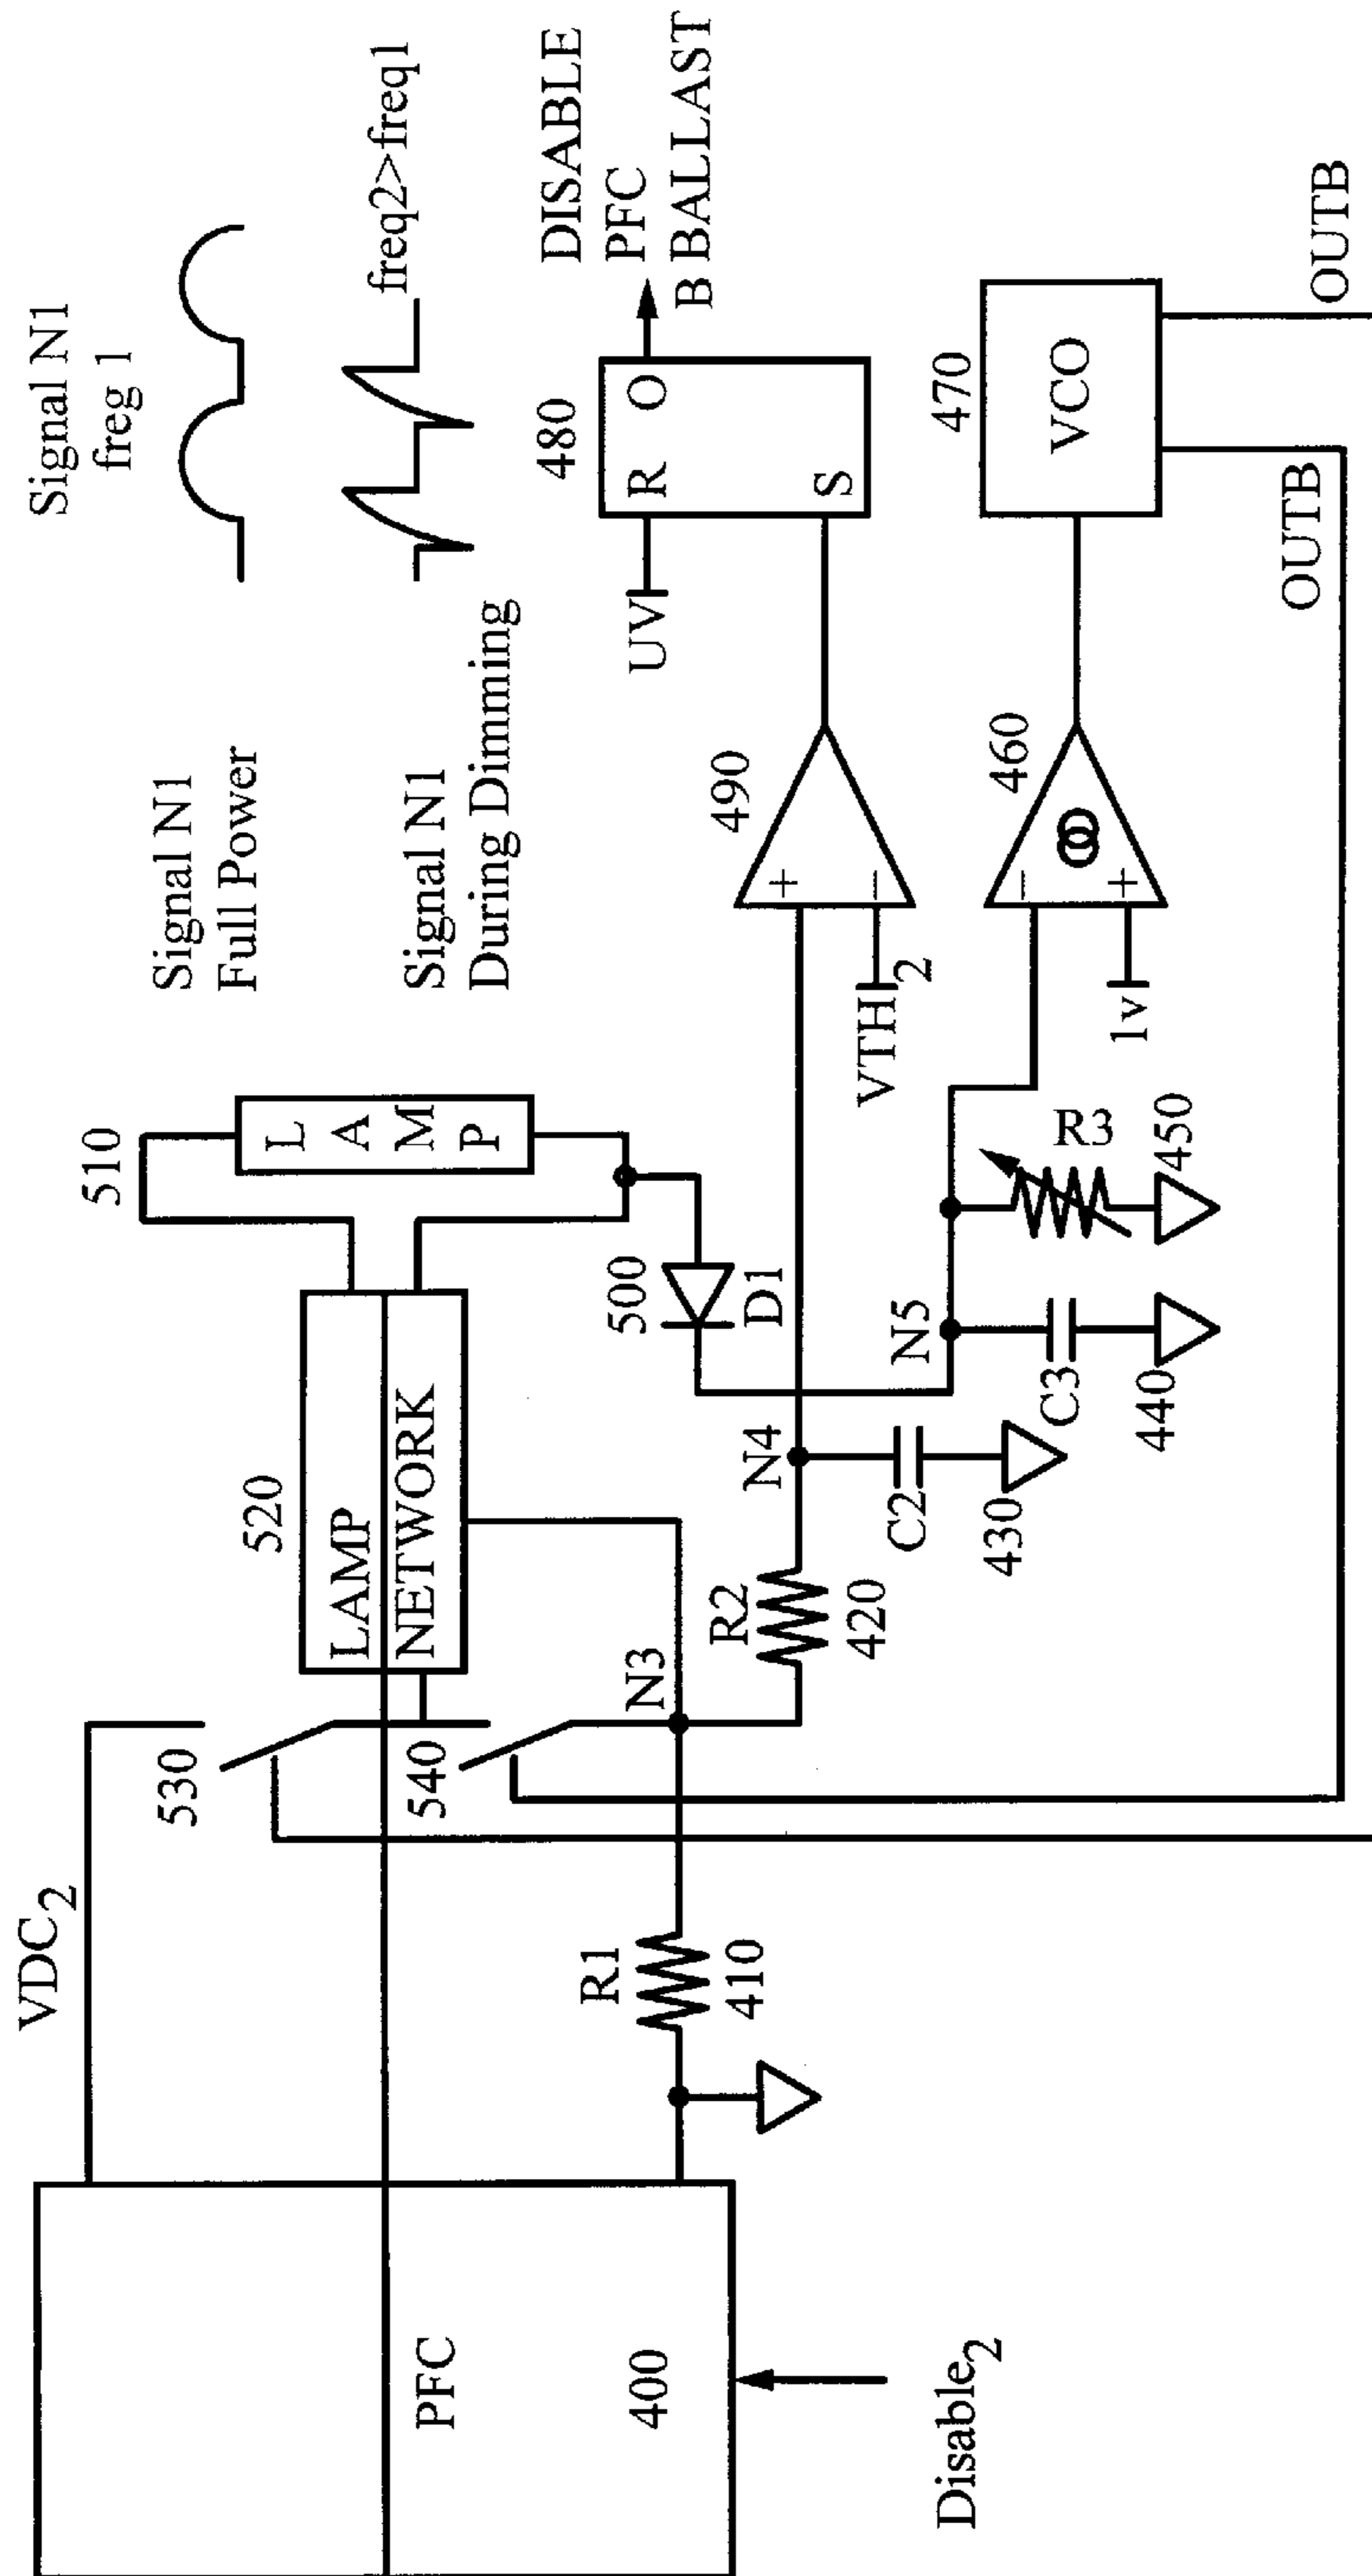 Signal N1
Full Power
Signal N1
freg 1
Signal N1
During Dimming
freq2>freq1
VDC2
530
540
520
LAMP
NETWORK
510
L
A
M
P
500
D1
PFC
400
Disable2
R1
410
N3
R2
420
N4
C2
430
N5
C3
440
R3
450
490
+
−
VTH2
460
−
+
1v
UV
480
R
O
S
DISABLE
PFC
B BALLAST
470
VCO
OUTB
OUTB